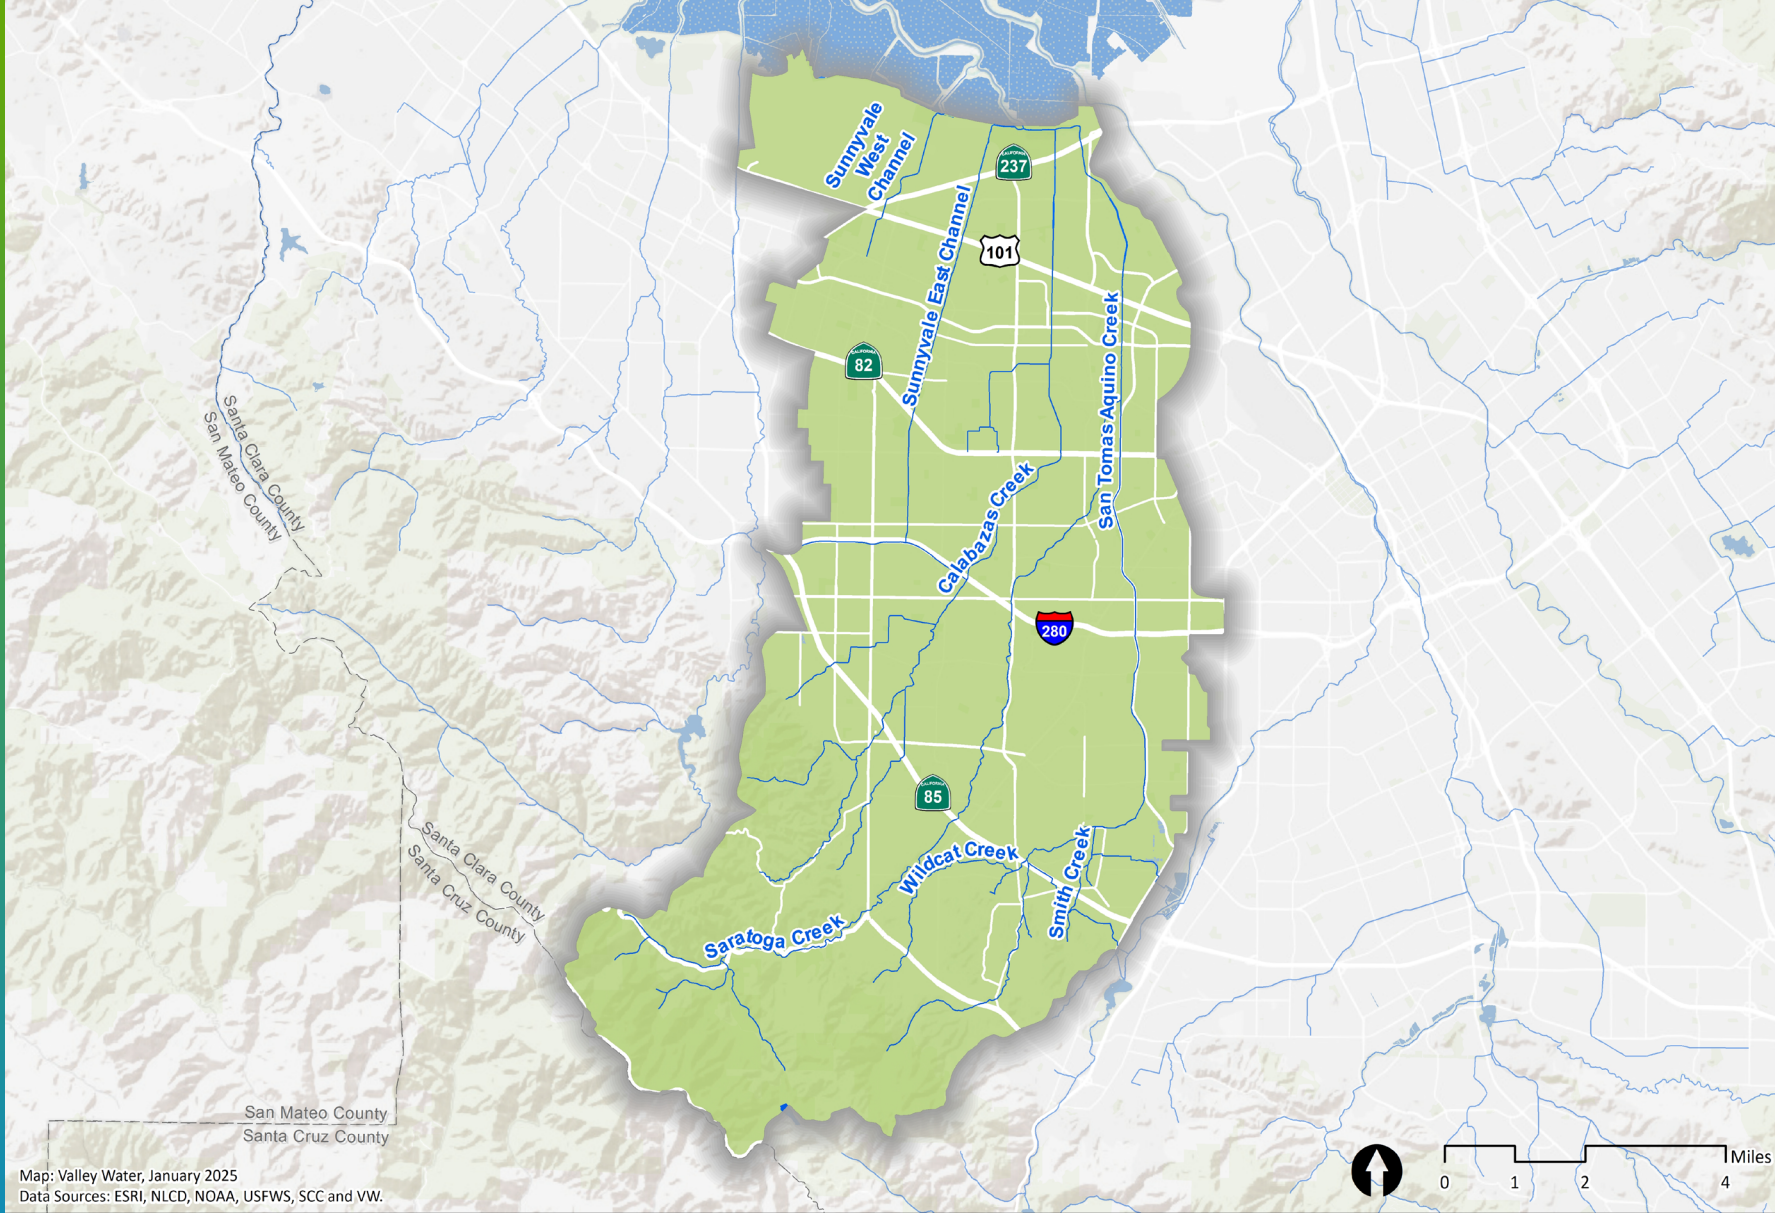 Sunnyvale
West
Channel
CALIFORNIA
237
Sunnyvale East Channel
101
San Tomas Aquino Creek
CALIFORNIA
82
Santa Clara County
San Mateo County
Calabazas Creek
280
CALIFORNIA
85
Santa Clara County
Santa Cruz County
Wildcat Creek
Smith Creek
Saratoga Creek
San Mateo County
Santa Cruz County
Map: Valley Water, January 2025
Data Sources: ESRI, NLCD, NOAA, USFWS, SCC and VW.
Miles
0 1 2 4